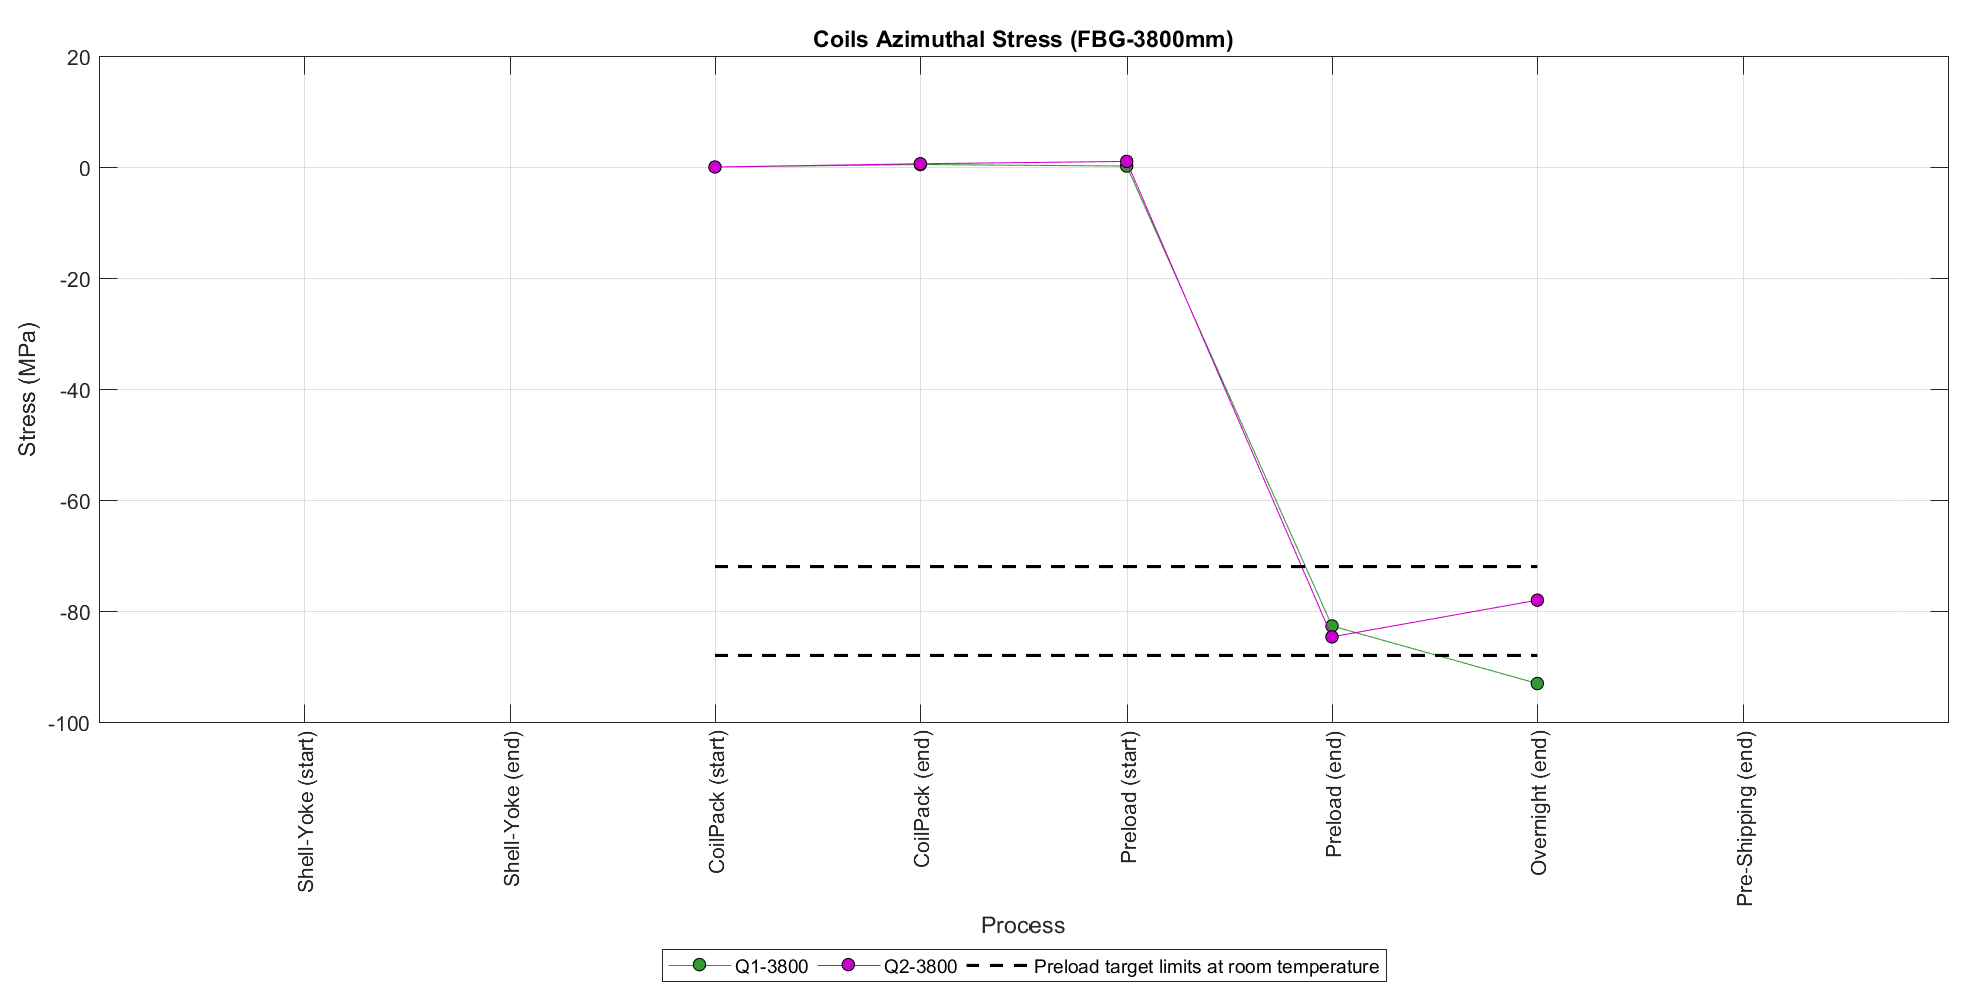 Coils Azimuthal Stress (FBG-3800mm)
20
0
-20
-40
-60
-80
-100
Stress (MPa)
Shell-Yoke (start)
Shell-Yoke (end)
CoilPack (start)
CoilPack (end)
Preload (start)
Preload (end)
Overnight (end)
Pre-Shipping (end)
Process
Q1-3800 Q2-3800 Preload target limits at room temperature